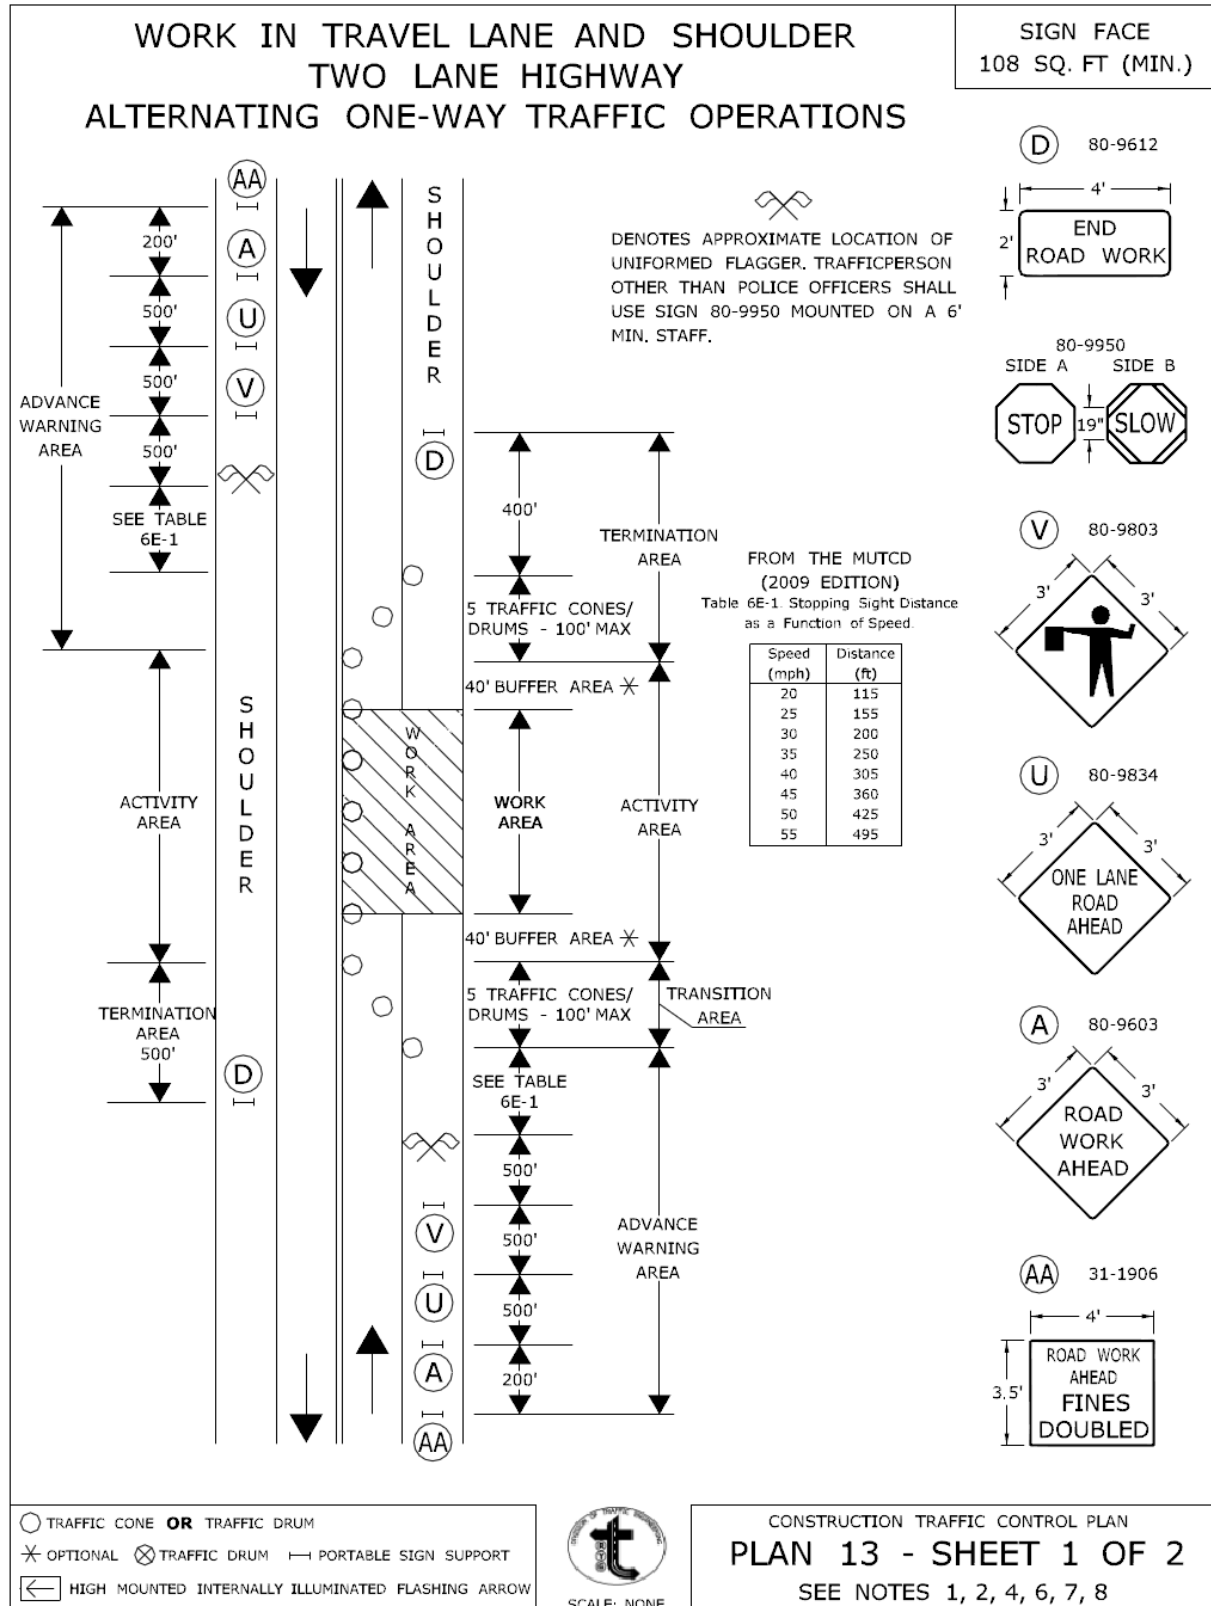 WORK IN TRAVEL LANE AND SHOULDER
TWO LANE HIGHWAY
ALTERNATING ONE-WAY TRAFFIC OPERATIONS
SIGN FACE
108 SQ. FT (MIN.)
AA
A
U
V
200'
500'
500'
500'
SEE TABLE
6E-1
ADVANCE
WARNING
AREA
SHOULDER
ACTIVITY
AREA
TERMINATION
AREA
500'
D
SHOULDER
D
400'
TERMINATION
AREA
5 TRAFFIC CONES/
DRUMS - 100' MAX
40' BUFFER AREA *
WORK AREA
WORK
AREA
ACTIVITY
AREA
40' BUFFER AREA *
5 TRAFFIC CONES/
DRUMS - 100' MAX
TRANSITION
AREA
SEE TABLE
6E-1
500'
500'
500'
200'
V
U
A
AA
ADVANCE
WARNING
AREA
DENOTES APPROXIMATE LOCATION OF
UNIFORMED FLAGGER. TRAFFICPERSON
OTHER THAN POLICE OFFICERS SHALL
USE SIGN 80-9950 MOUNTED ON A 6'
MIN. STAFF.
FROM THE MUTCD
(2009 EDITION)
Table 6E-1. Stopping Sight Distance
as a Function of Speed.
Speed (mph) Distance (ft)
20 115
25 155
30 200
35 250
40 305
45 360
50 425
55 495
D 80-9612
4'
2'
END
ROAD WORK
80-9950
SIDE A SIDE B
STOP 19" SLOW
V 80-9803
3' 3'
U 80-9834
3' 3'
ONE LANE
ROAD
AHEAD
A 80-9603
3' 3'
ROAD
WORK
AHEAD
AA 31-1906
4'
3.5'
ROAD WORK
AHEAD
FINES
DOUBLED
TRAFFIC CONE OR TRAFFIC DRUM
* OPTIONAL TRAFFIC DRUM PORTABLE SIGN SUPPORT
HIGH MOUNTED INTERNALLY ILLUMINATED FLASHING ARROW
DIVISION OF TRAFFIC ENGINEERING
SCALE: NONE
CONSTRUCTION TRAFFIC CONTROL PLAN
PLAN 13 - SHEET 1 OF 2
SEE NOTES 1, 2, 4, 6, 7, 8